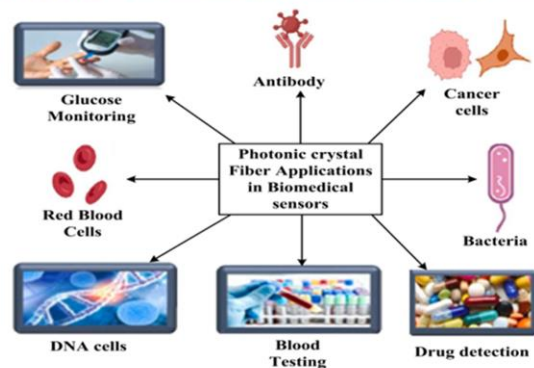 Glucose
Monitoring
Antibody
Cancer
cells
Photonic crystal
Fiber Applications
in Biomedical
sensors
Red Blood
Cells
Bacteria
DNA cells
Blood
Testing
Drug detection